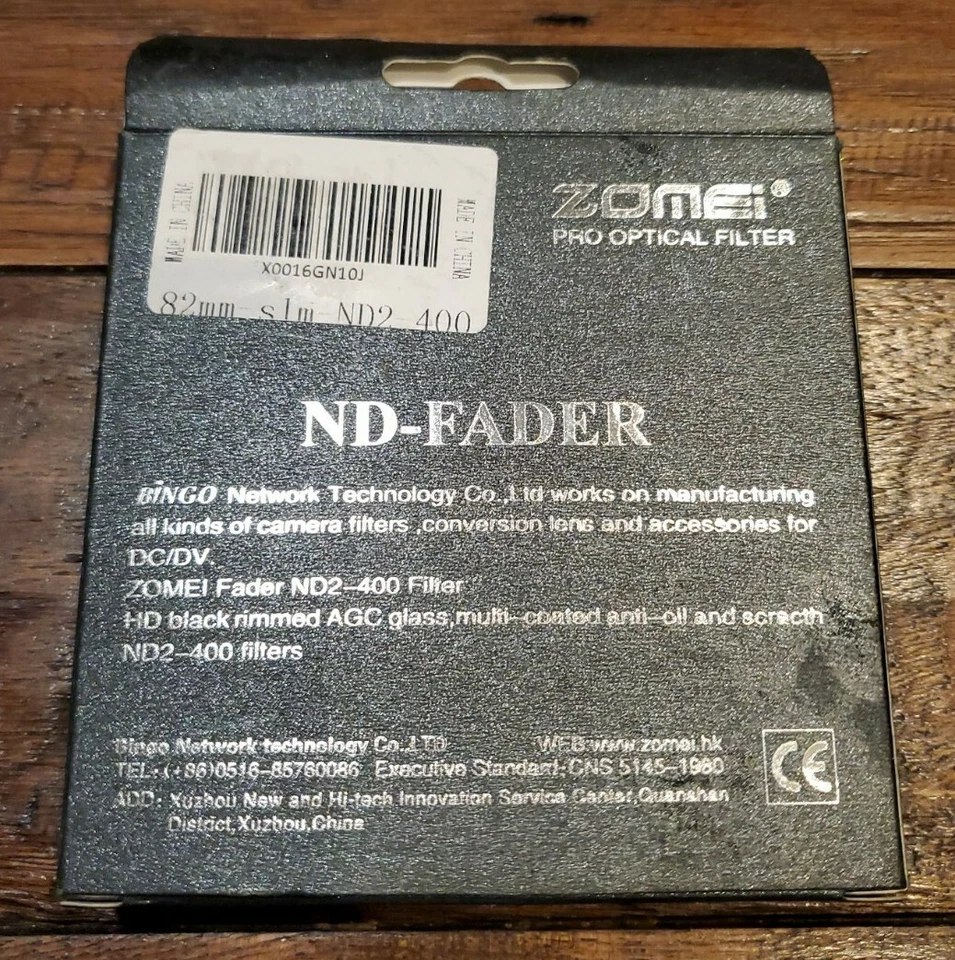 MADE IN CHINA
MADE IN CHINA
X0016GN10J
82mm-slm-ND2-400
ZOMEi®
PRO OPTICAL FILTER
ND-FADER
BiNGO Network Technology Co.,Ltd works on manufacturing
all kinds of camera filters ,conversion lens and accessories for
DC/DV.
ZOMEI Fader ND2-400 Filter
HD black rimmed AGC glass,multi-coated anti-oil and scracth
ND2-400 filters
Bingo Network technology Co.,LTD WEB:www.zomei.hk
TEL:(+86)0516-85760086 Executive Standard:CNS 5145-1980
ADD: Xuzhou New and Hi-tech Innovation Service Canter,Quanshan
District,Xuzhou,China
CE